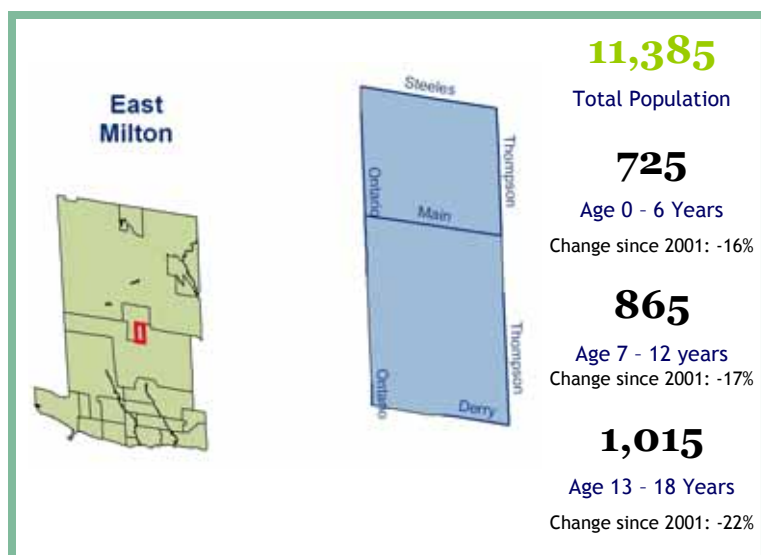 East
Milton
Steeles
Thompson
Ontario
Main
Thompson
Ontario
Derry
11,385
Total Population
725
Age 0 - 6 Years
Change since 2001: -16%
865
Age 7 - 12 years
Change since 2001: -17%
1,015
Age 13 - 18 Years
Change since 2001: -22%